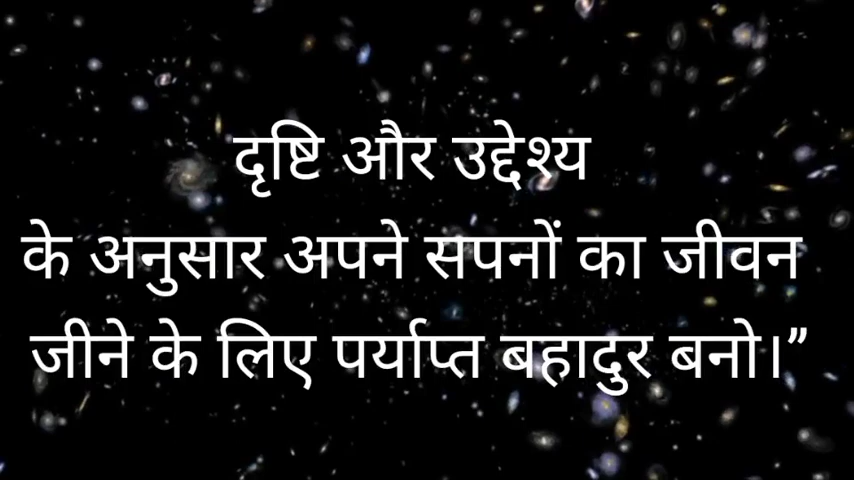 दृष्टि और उद्देश्य
के अनुसार अपने सपनों का जीवन
जीने के लिए पर्याप्त बहादुर बनो।”